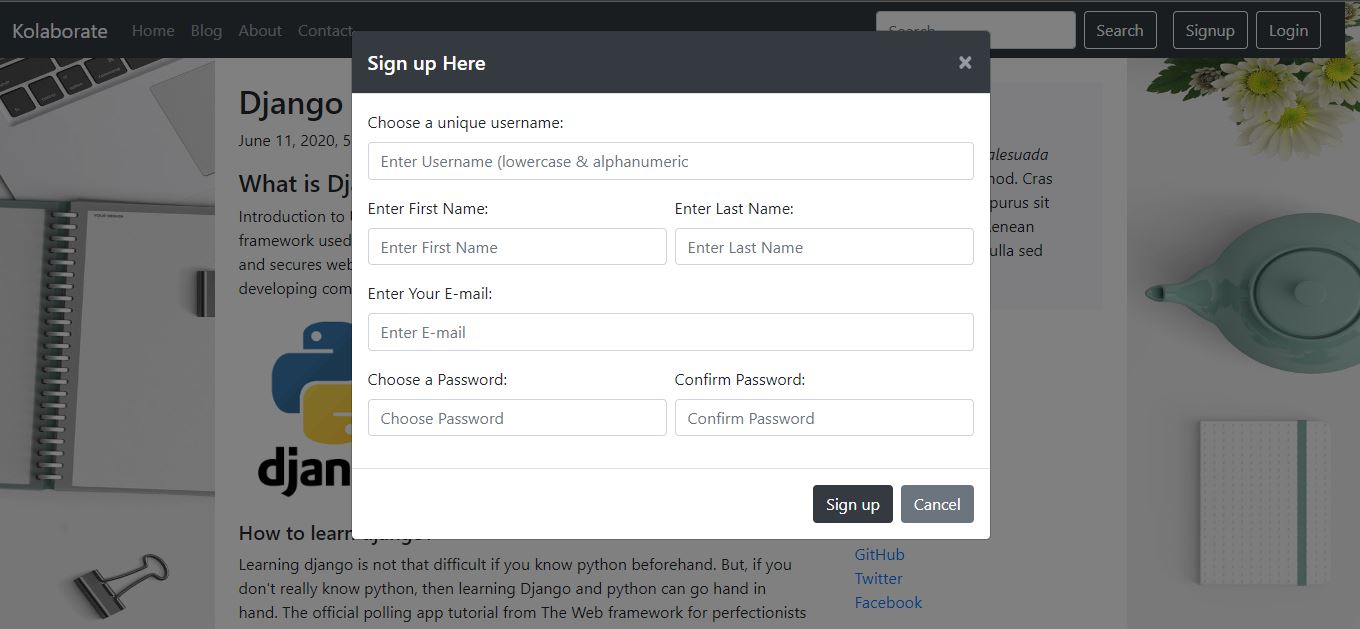 Kolaborate Home Blog About Contact Search Search Signup Login
Sign up Here ×
Choose a unique username:
Enter Username (lowercase & alphanumeric
Enter First Name: Enter Last Name:
Enter First Name Enter Last Name
Enter Your E-mail:
Enter E-mail
Choose a Password: Confirm Password:
Choose Password Confirm Password
Sign up Cancel
Django
June 11, 2020, 5
What is Dj
Introduction to
framework used
and secures web
developing com
djan
How to learn django?
Learning django is not that difficult if you know python beforehand. But, if you
don't really know python, then learning Django and python can go hand in
hand. The official polling app tutorial from The Web framework for perfectionists
alesuada
nod. Cras
purus sit
Aenean
ulla sed
GitHub
Twitter
Facebook
YOUR DESIGN